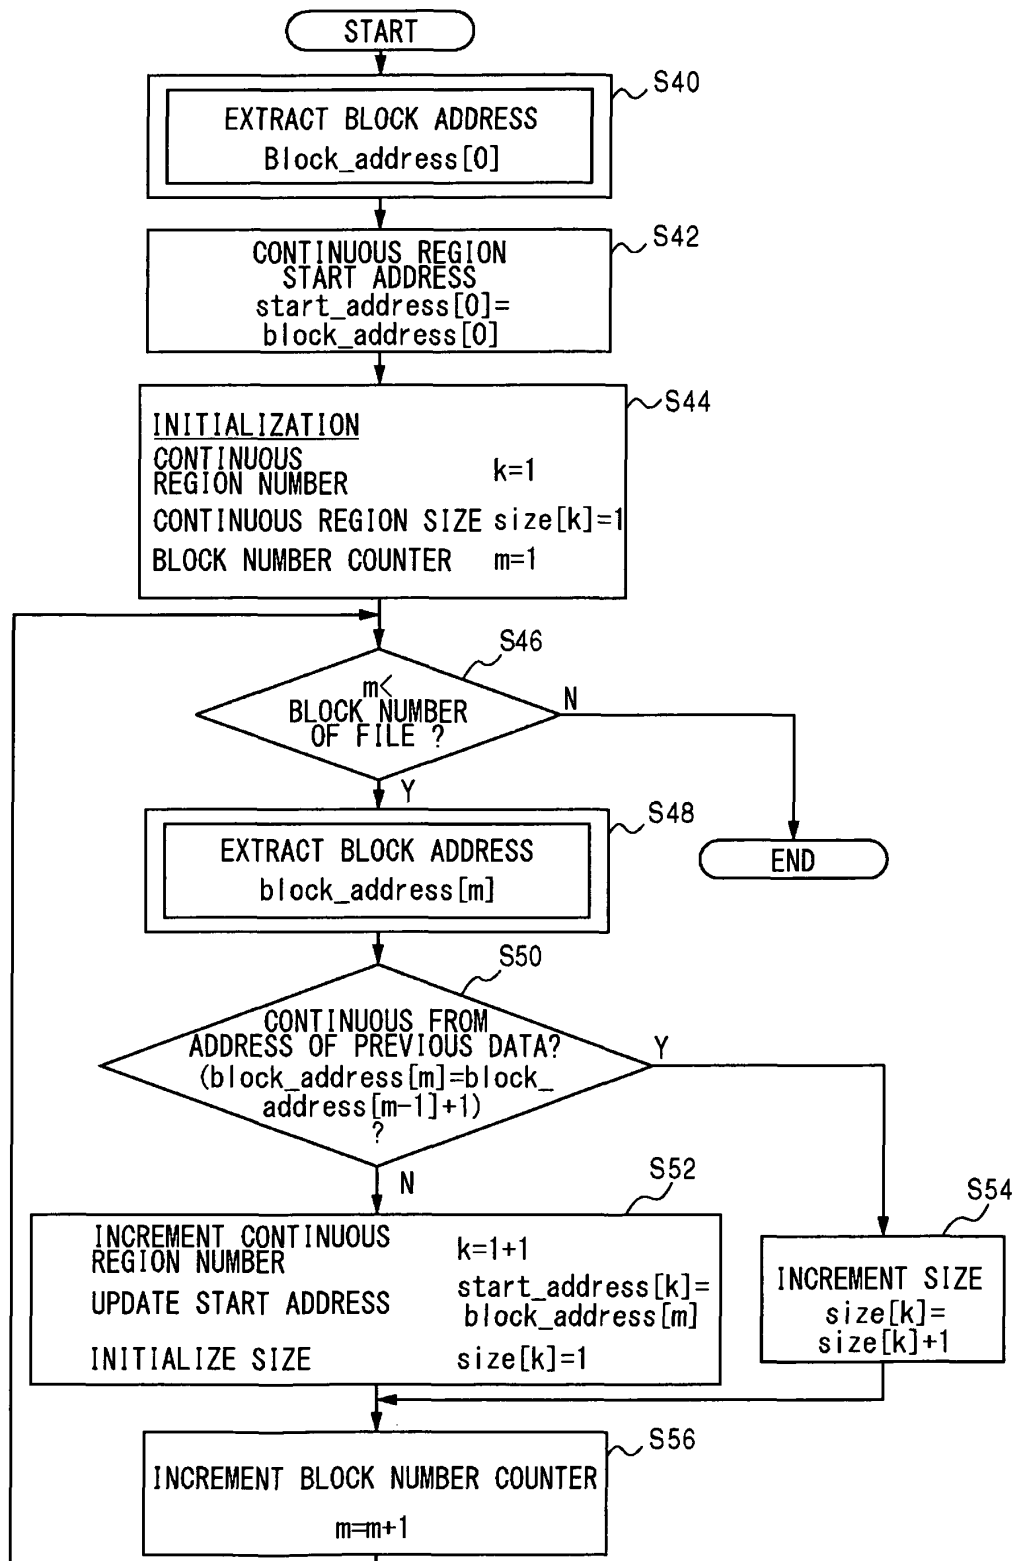 START
S40
EXTRACT BLOCK ADDRESS
Block_address[0]
S42
CONTINUOUS REGION
START ADDRESS
start_address[0]=
block_address[0]
S44
INITIALIZATION
CONTINUOUS
REGION NUMBER k=1
CONTINUOUS REGION SIZE size[k]=1
BLOCK NUMBER COUNTER m=1
S46
m<
BLOCK NUMBER
OF FILE ?
N
Y
S48
EXTRACT BLOCK ADDRESS
block_address[m]
END
S50
CONTINUOUS FROM
ADDRESS OF PREVIOUS DATA?
(block_address[m]=block_
address[m-1]+1)
?
Y
N
S52
INCREMENT CONTINUOUS
REGION NUMBER k=1+1
UPDATE START ADDRESS start_address[k]=
block_address[m]
INITIALIZE SIZE size[k]=1
S54
INCREMENT SIZE
size[k]=
size[k]+1
S56
INCREMENT BLOCK NUMBER COUNTER
m=m+1